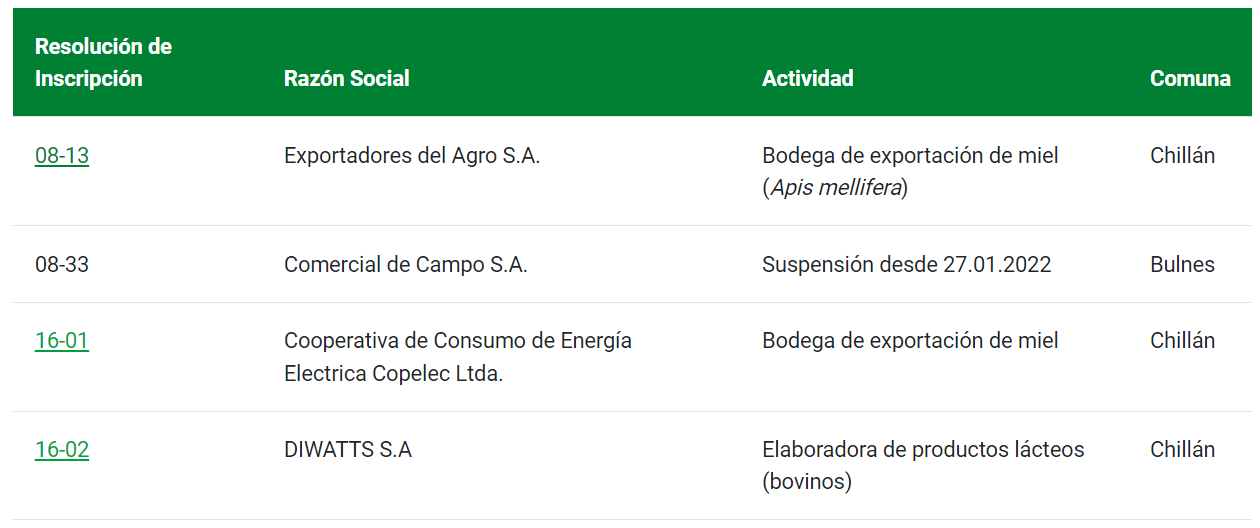 Resolución de
Inscripción Razón Social Actividad Comuna
08-13 Exportadores del Agro S.A. Bodega de exportación de miel Chillán
(Apis mellifera)
08-33 Comercial de Campo S.A. Suspensión desde 27.01.2022 Bulnes
16-01 Cooperativa de Consumo de Energía Bodega de exportación de miel Chillán
Electrica Copelec Ltda.
16-02 DIWATTS S.A Elaboradora de productos lácteos Chillán
(bovinos)